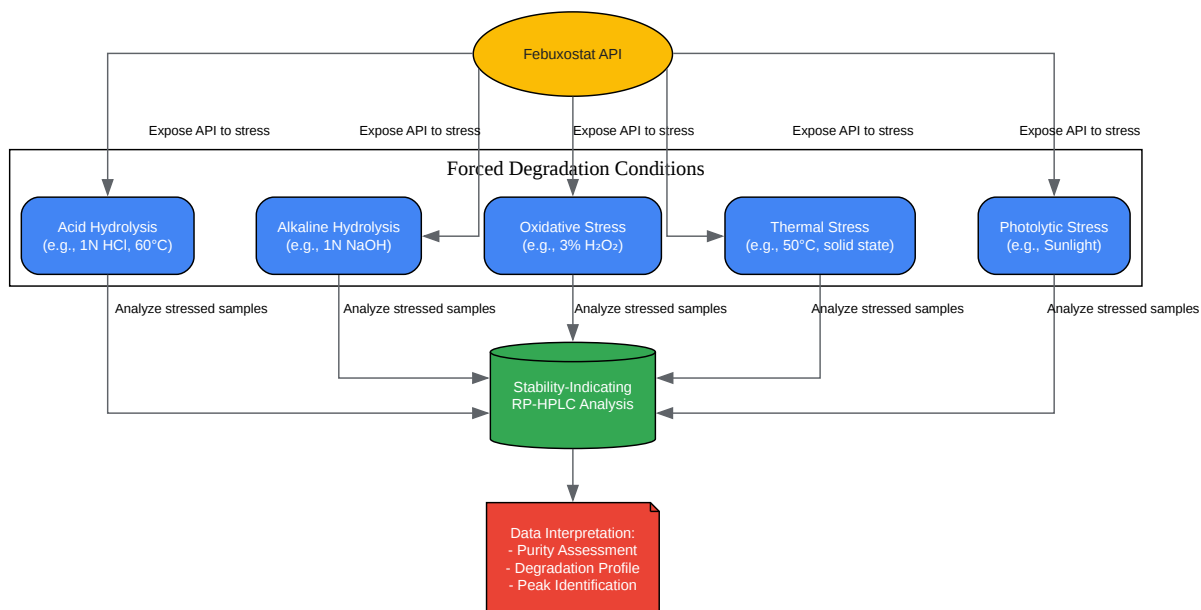 Febuxostat API
Expose API to stress
Expose API to stress
Expose API to stress
Expose API to stress
Expose API to stress
Forced Degradation Conditions
Acid Hydrolysis
(e.g., 1N HCl, 60°C)
Alkaline Hydrolysis
(e.g., 1N NaOH)
Oxidative Stress
(e.g., 3% H₂O₂)
Thermal Stress
(e.g., 50°C, solid state)
Photolytic Stress
(e.g., Sunlight)
Analyze stressed samples
Analyze stressed samples
Analyze stressed samples
Analyze stressed samples
Analyze stressed samples
Stability-Indicating
RP-HPLC Analysis
Data Interpretation:
- Purity Assessment
- Degradation Profile
- Peak Identification